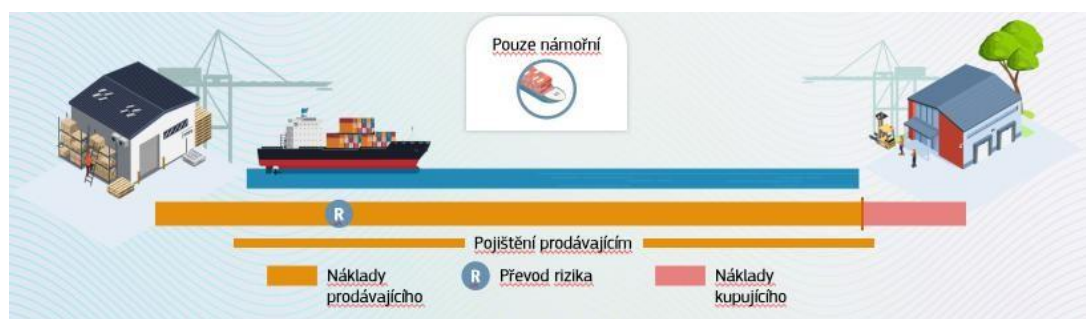 Pouze námořní
R
Pojištění prodávajícím
Náklady
prodávajícího
R
Převod rizika
Náklady
kupujícího